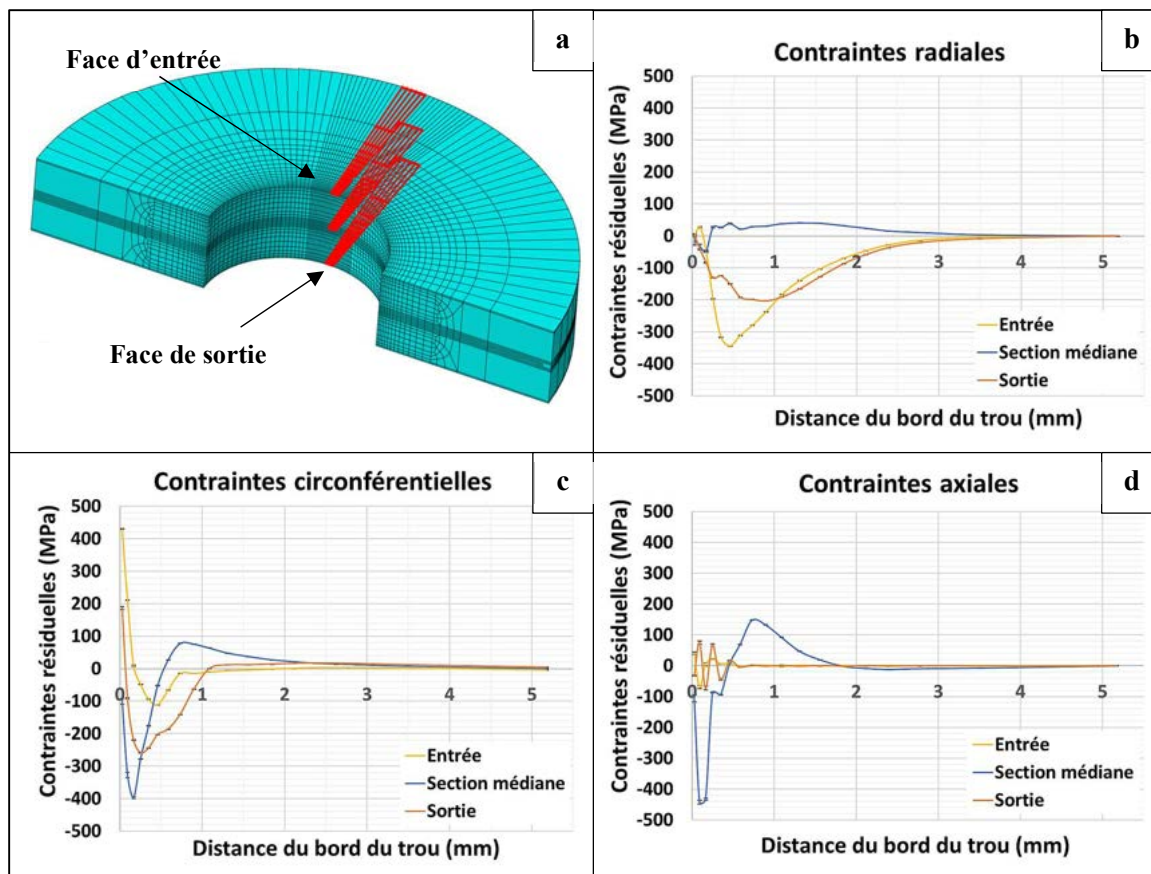 a
Face d’entrée
Face de sortie
b
Contraintes radiales
Contraintes résiduelles (MPa)
500
400
300
200
100
0
-100
-200
-300
-400
-500
0 1 2 3 4 5
Entrée
Section médiane
Sortie
Distance du bord du trou (mm)
c
Contraintes circonférentielles
Contraintes résiduelles (MPa)
500
400
300
200
100
0
-100
-200
-300
-400
-500
0 1 2 3 4 5
Entrée
Section médiane
Sortie
Distance du bord du trou (mm)
d
Contraintes axiales
Contraintes résiduelles (MPa)
500
400
300
200
100
0
-100
-200
-300
-400
-500
0 1 2 3 4 5
Entrée
Section médiane
Sortie
Distance du bord du trou (mm)